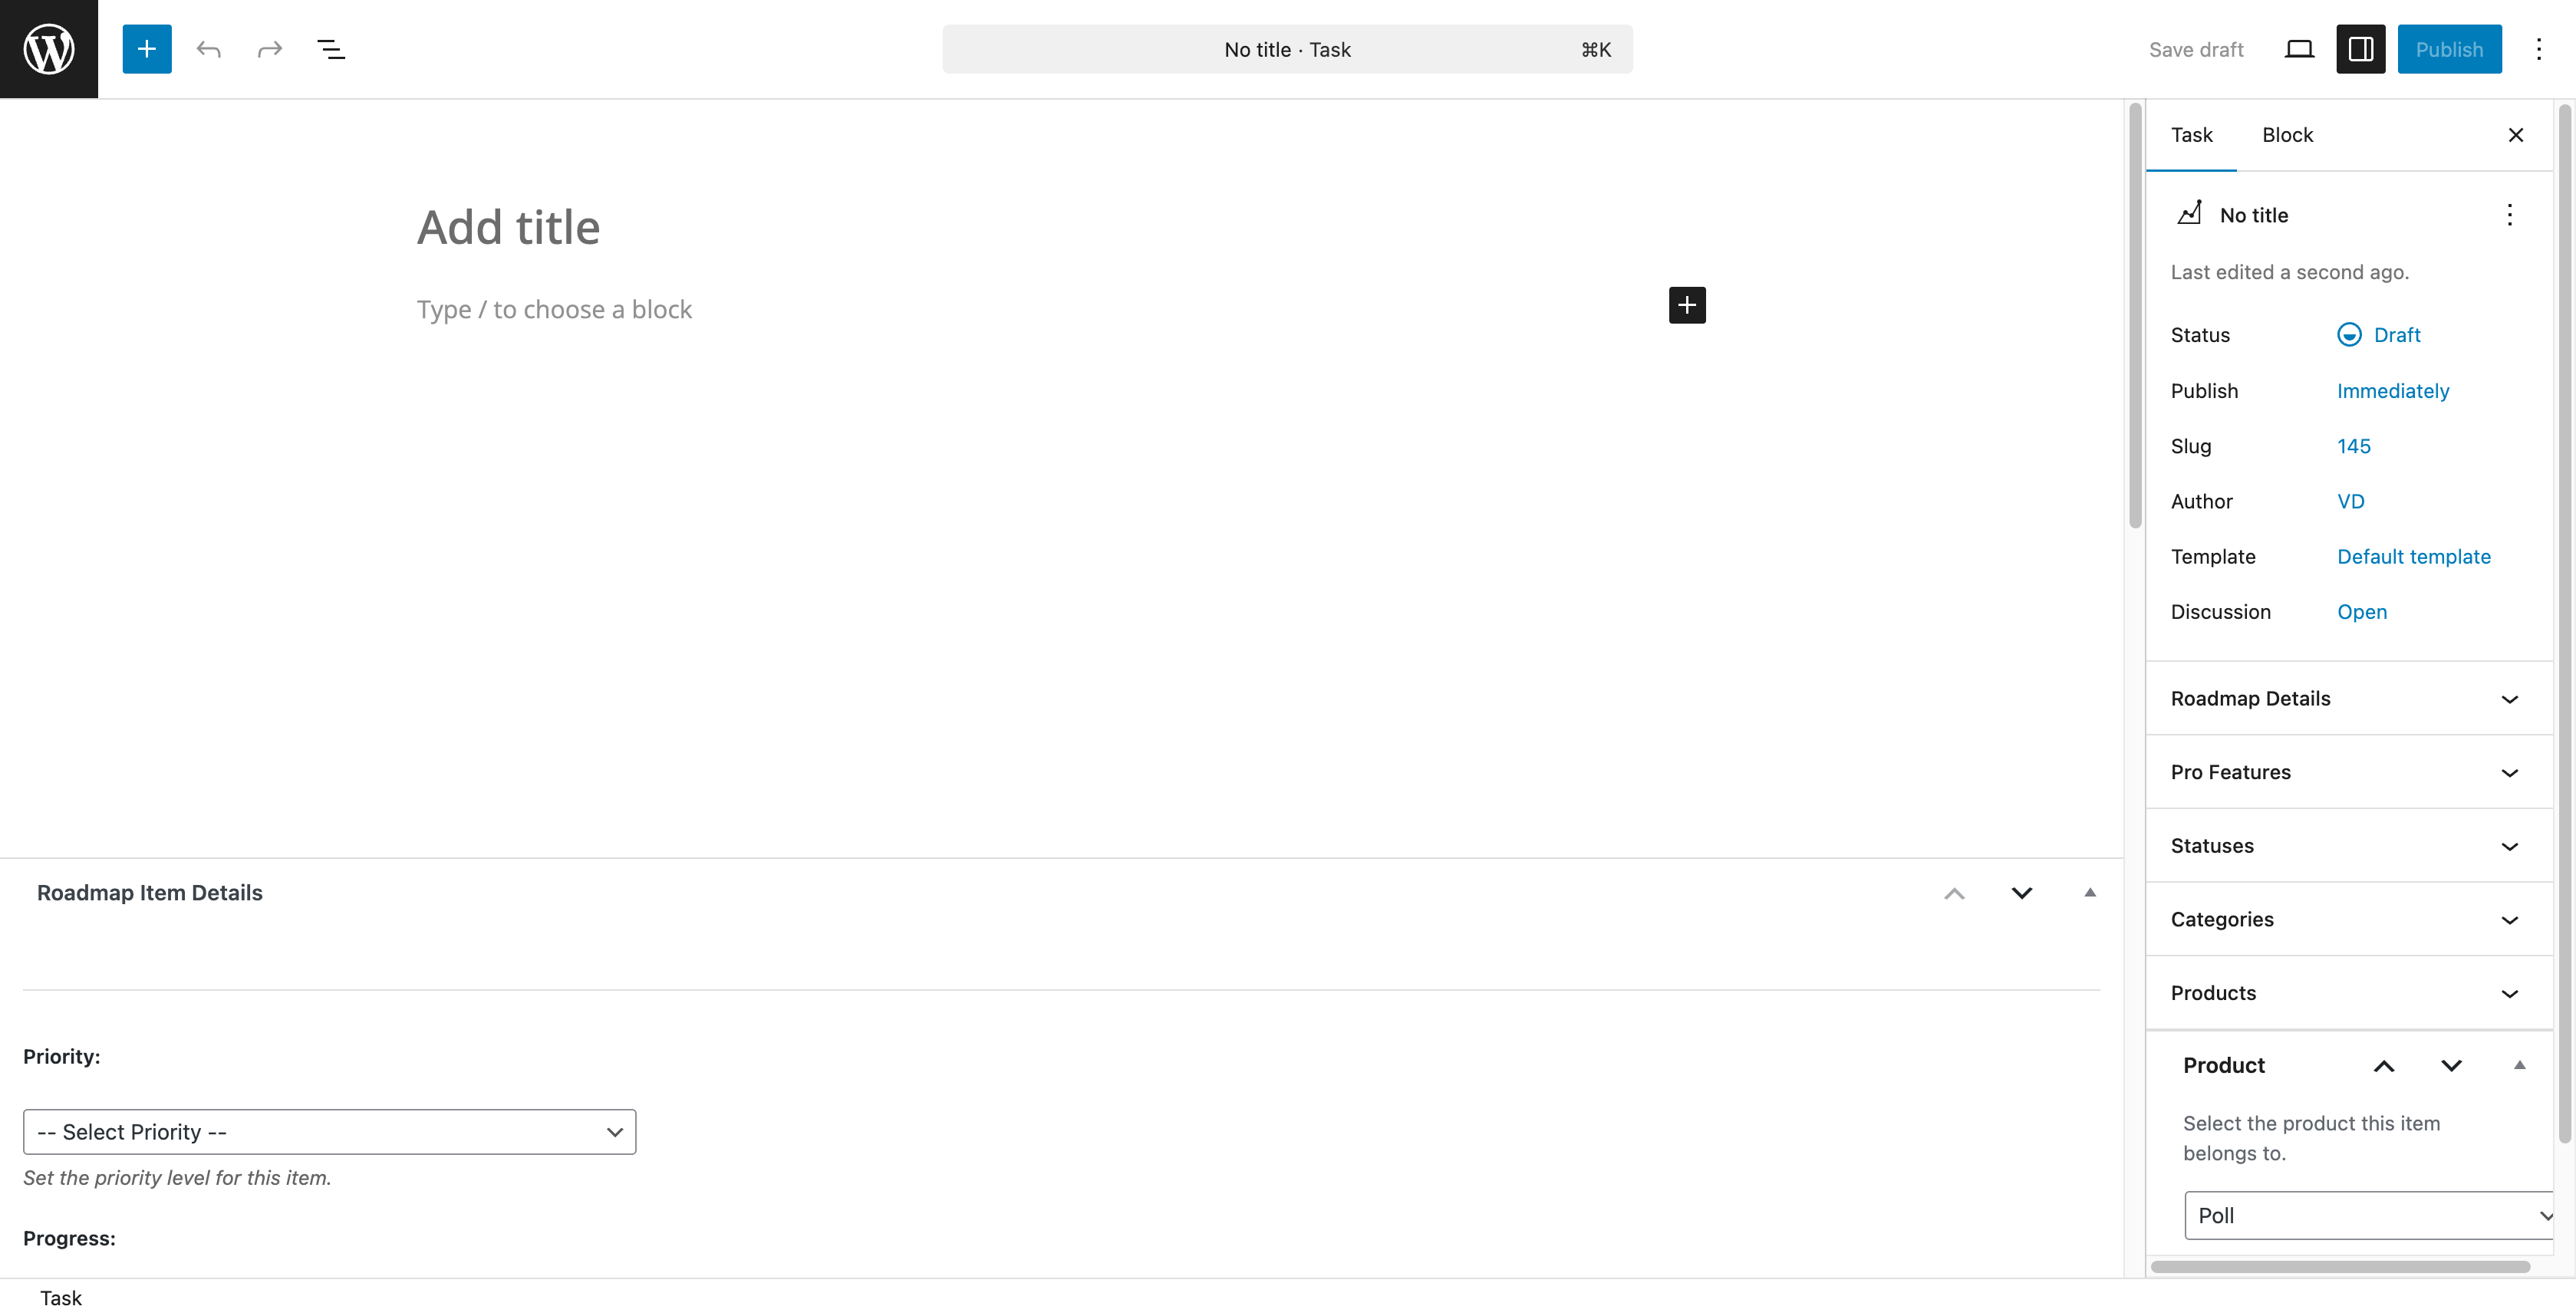 No title · Task ⌘K
Save draft
Publish
Add title
Type / to choose a block
Roadmap Item Details
Priority:
-- Select Priority --
Set the priority level for this item.
Progress:
Task
Task Block
No title
Last edited a second ago.
Status Draft
Publish Immediately
Slug 145
Author VD
Template Default template
Discussion Open
Roadmap Details
Pro Features
Statuses
Categories
Products
Product
Select the product this item
belongs to.
Poll